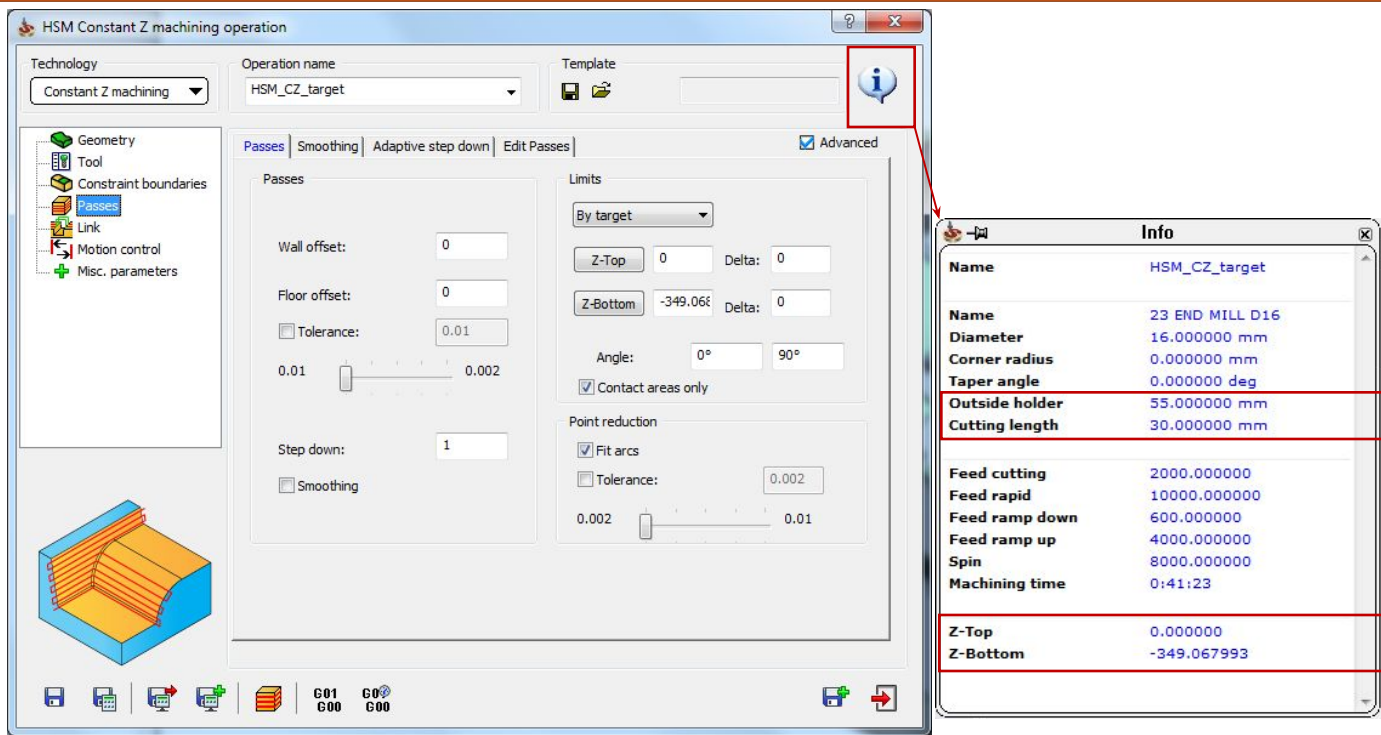 HSM Constant Z machining operation
Technology
Constant Z machining
Operation name
HSM_CZ_target
Template
Geometry
Tool
Constraint boundaries
Passes
Link
Motion control
Misc. parameters
Passes Smoothing Adaptive step down Edit Passes
Advanced
Passes
Wall offset: 0
Floor offset: 0
Tolerance: 0.01
0.01 0.002
Step down: 1
Smoothing
Limits
By target
Z-Top 0 Delta: 0
Z-Bottom -349.068 Delta: 0
Angle: 0° 90°
Contact areas only
Point reduction
Fit arcs
Tolerance: 0.002
0.002 0.01
G01 G00
G00 G00
Info
Name HSM_CZ_target
Name 23 END MILL D16
Diameter 16.000000 mm
Corner radius 0.000000 mm
Taper angle 0.000000 deg
Outside holder 55.000000 mm
Cutting length 30.000000 mm
Feed cutting 2000.000000
Feed rapid 10000.000000
Feed ramp down 600.000000
Feed ramp up 4000.000000
Spin 8000.000000
Machining time 0:41:23
Z-Top 0.000000
Z-Bottom -349.067993